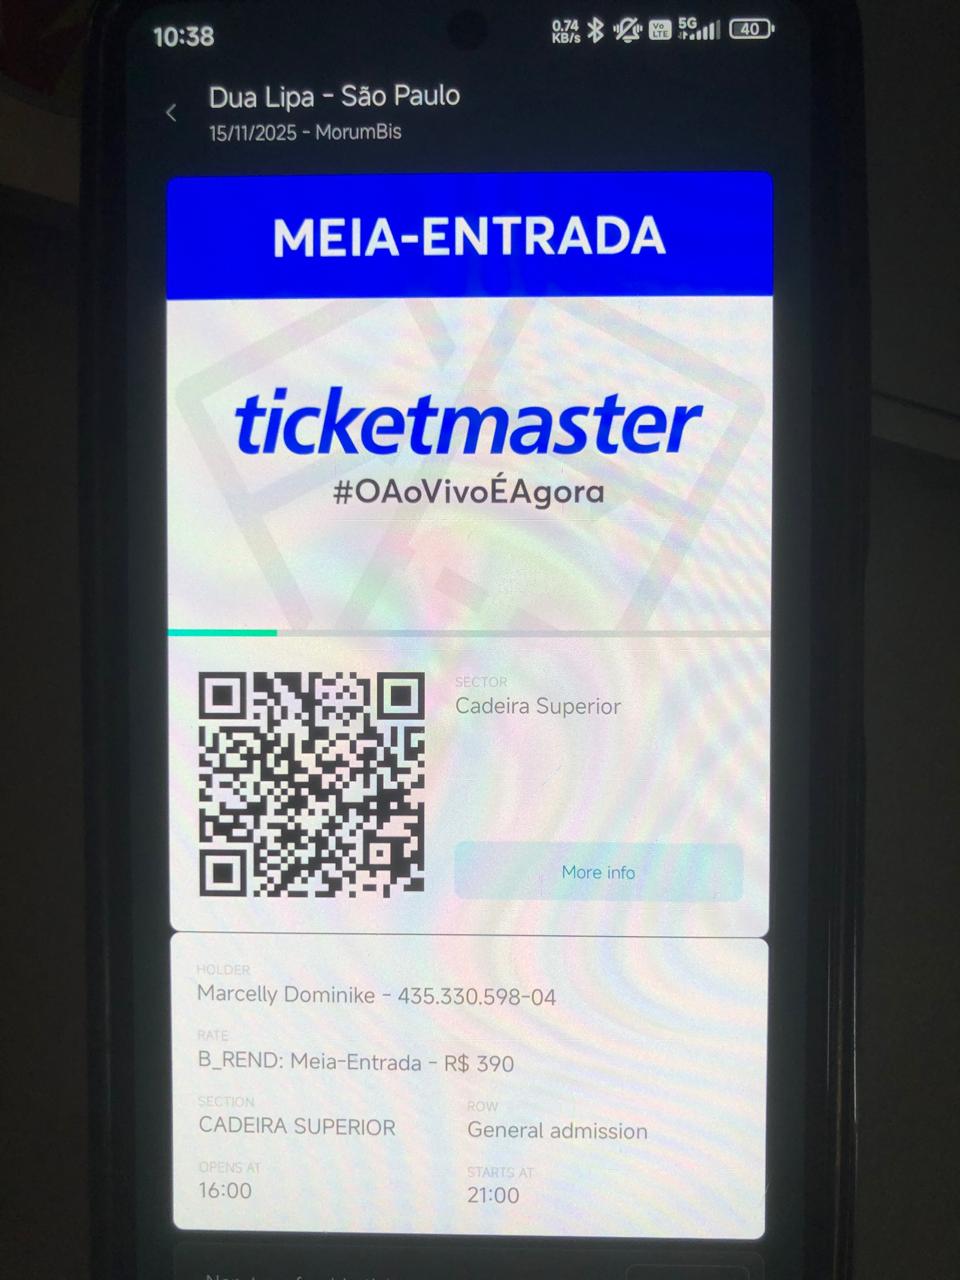 10:38
0.74
KB/s
Vo
LTE
5G
40
Dua Lipa - São Paulo
15/11/2025 - MorumBis
MEIA-ENTRADA
ticketmaster
#OAoVivoÉAgora
SECTOR
Cadeira Superior
More info
HOLDER
Marcelly Dominike - 435.330.598-04
RATE
B_REND: Meia-Entrada - R$ 390
SECTION
CADEIRA SUPERIOR
ROW
General admission
OPENS AT
16:00
STARTS AT
21:00